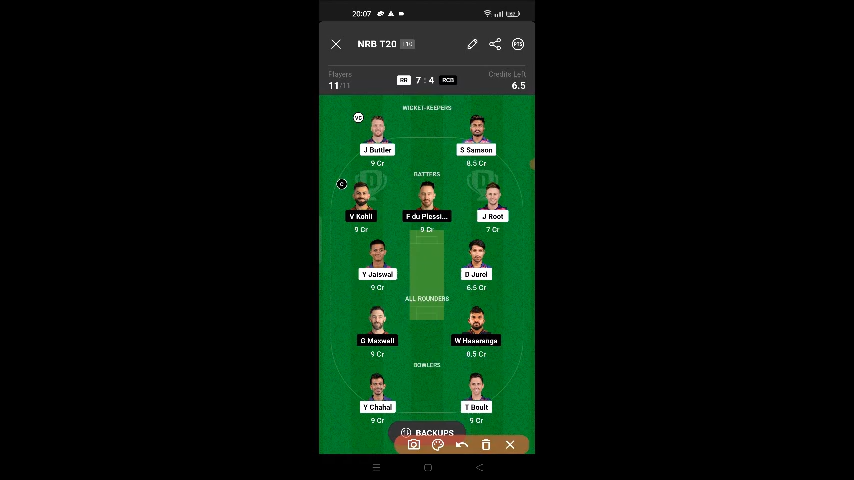 20:07
NRB T20 T10
PTS
Players
Credits Left
11/11
RR 7 : 4 RCB
6.5
WICKET-KEEPERS
VC
J Buttler
S Samson
9 Cr
8.5 Cr
BATTERS
C
V Kohli
F du Plessi...
J Root
9 Cr
9 Cr
7 Cr
Y Jaiswal
D Jurel
9 Cr
6.5 Cr
ALL-ROUNDERS
G Maxwell
W Hasaranga
9 Cr
8.5 Cr
BOWLERS
Y Chahal
T Boult
9 Cr
9 Cr
BACKUPS